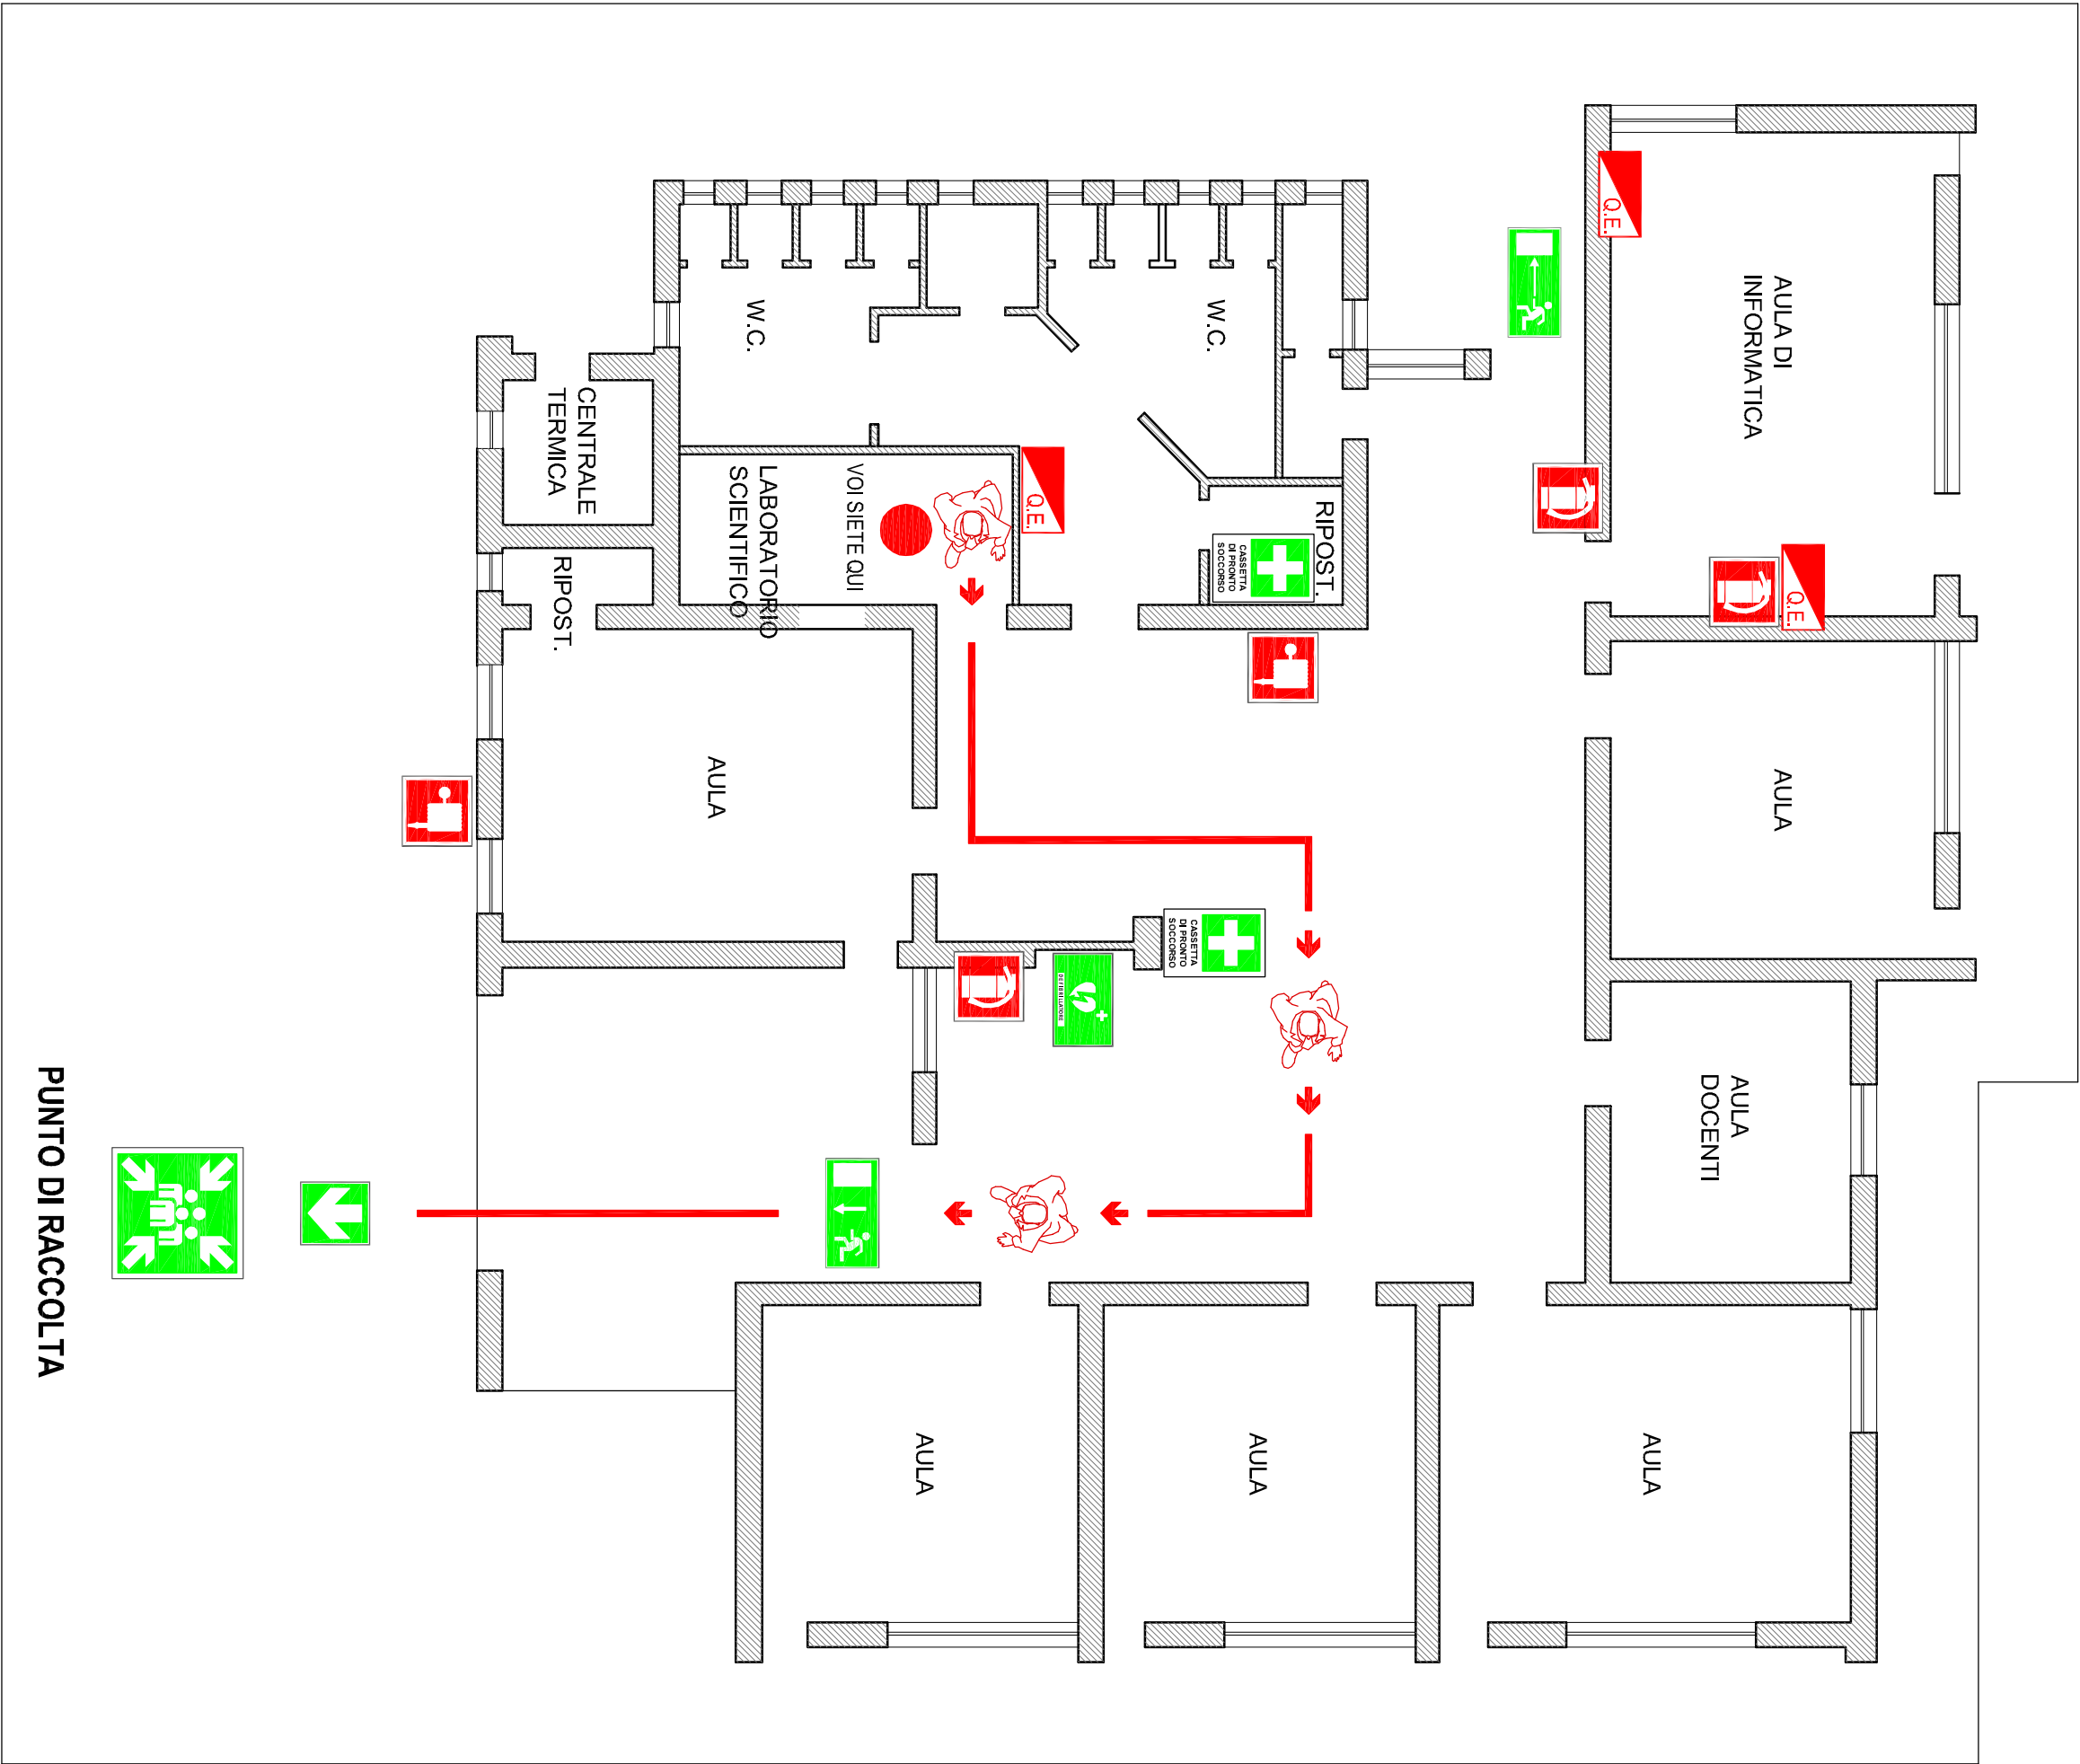 AULA DI
INFORMATICA
Q.E.
AULA
AULA
DOCENTI
AULA
Q.E.
RIPOST.
CASSETTA
DI PRONTO
SOCCORSO
W.C.
AULA
CASSETTA
DI PRONTO
SOCCORSO
DEFIBRILLATORE
Q.E.
AULA
VOI SIETE QUI
LABORATORIO
SCIENTIFICO
W.C.
AULA
CENTRALE
TERMICA
RIPOST.
PUNTO DI RACCOLTA